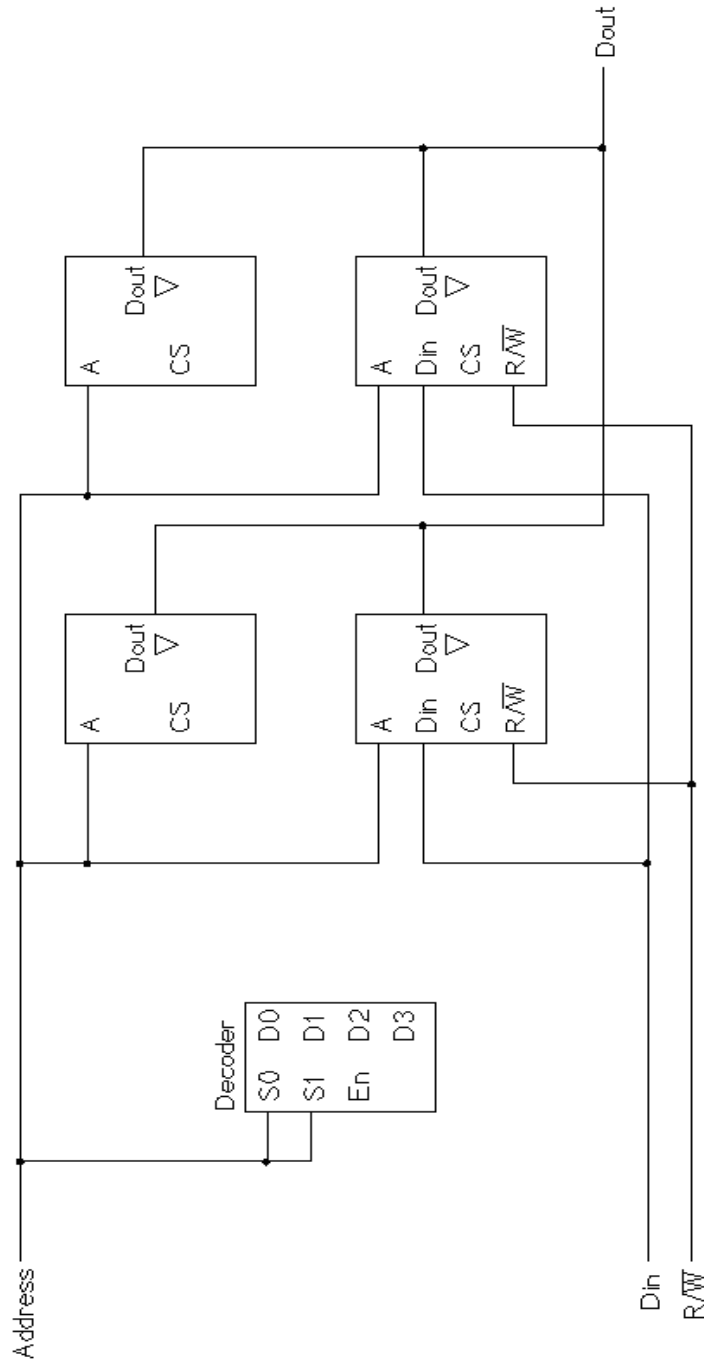 Address
A
Dout
CS
A
Dout
CS
Decoder
S0 D0
S1 D1
En D2
D3
A
Din Dout
CS
R/W̅
A
Din Dout
CS
R/W̅
Dout
Din
R/W̅